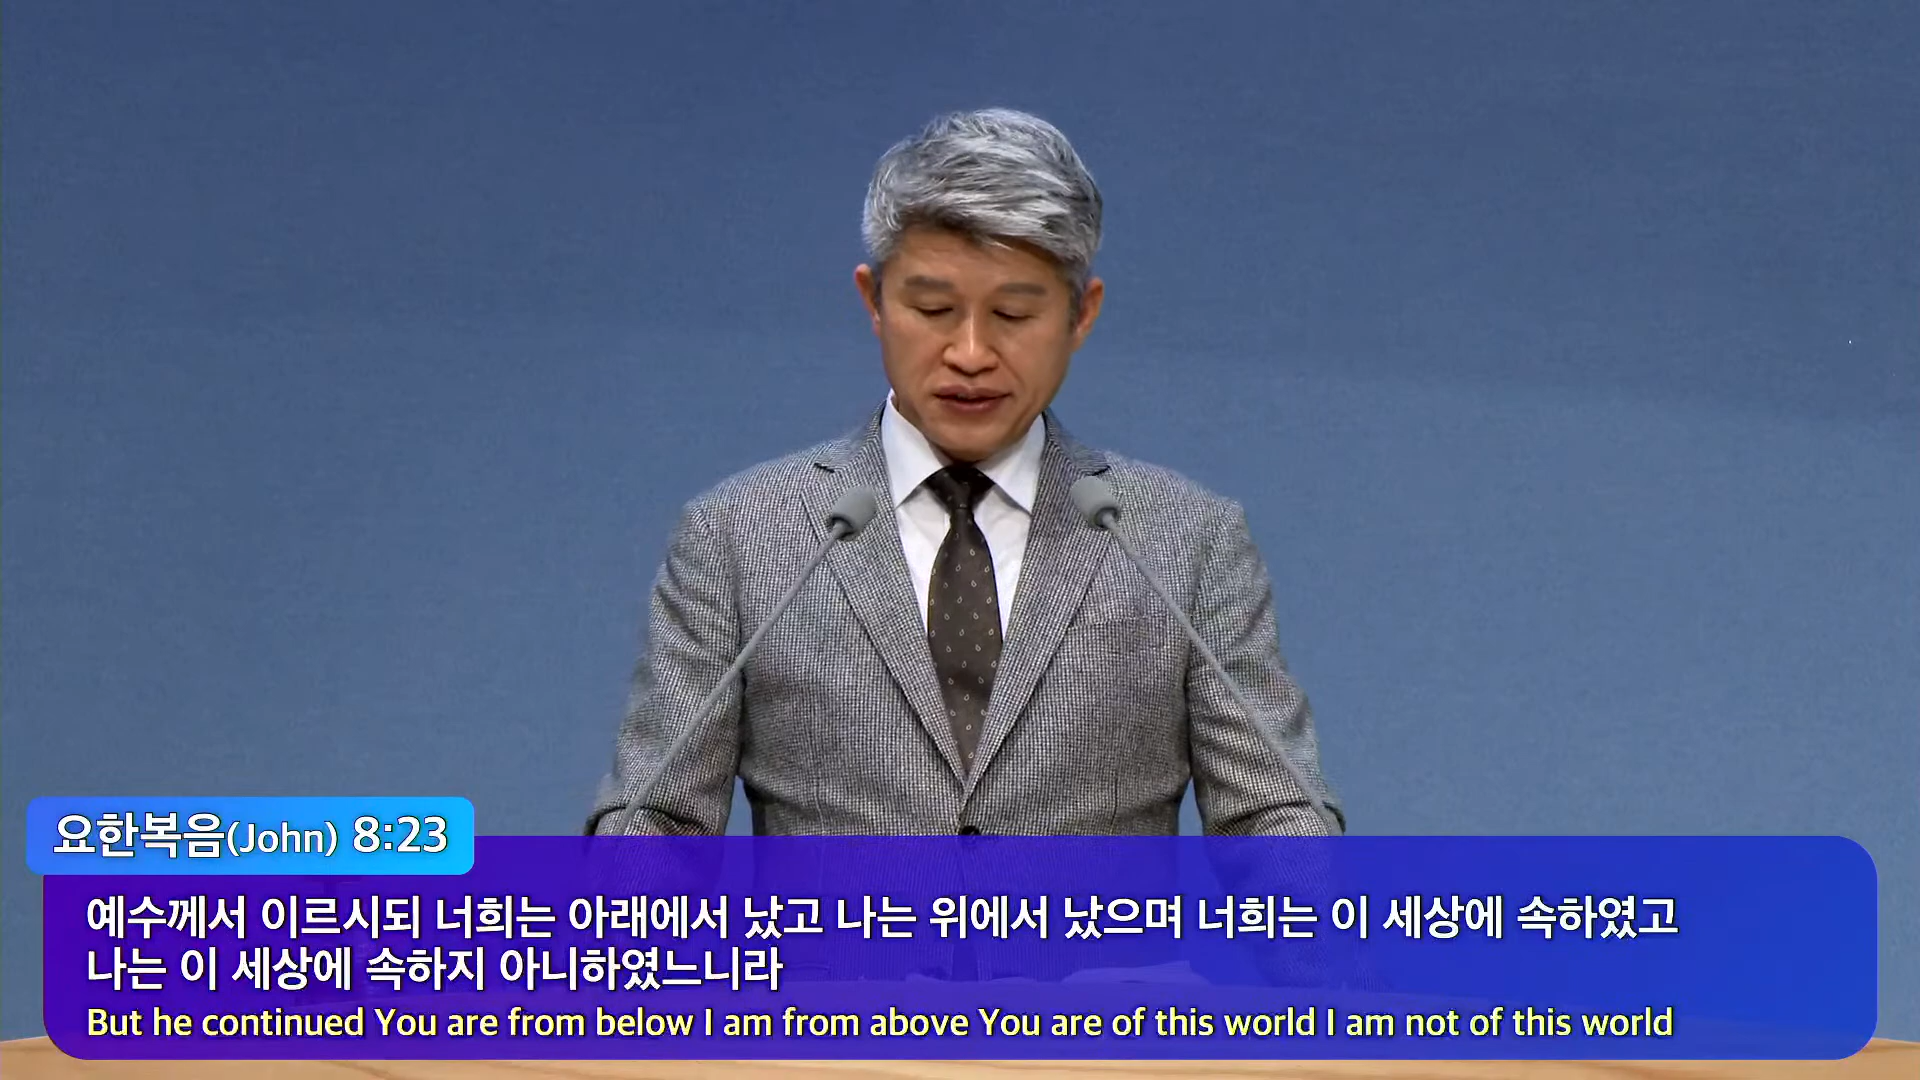 요한복음(John) 8:23
예수께서 이르시되 너희는 아래에서 났고 나는 위에서 났으며 너희는 이 세상에 속하였고
나는 이 세상에 속하지 아니하였느니라
But he continued You are from below I am from above You are of this world I am not of this world